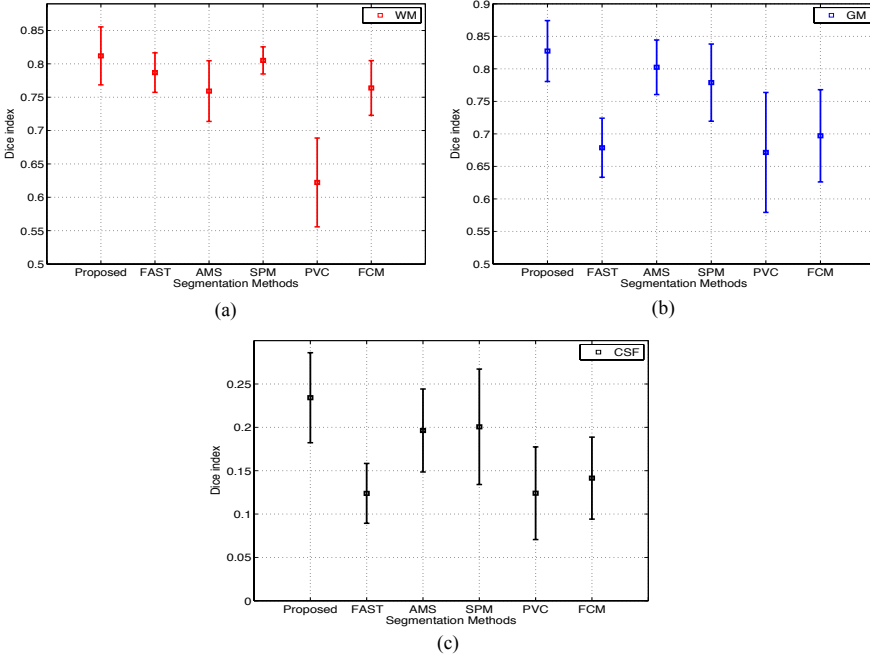 WM
0.85
0.8
0.75
0.7
0.65
0.6
0.55
0.5
Dice index
Proposed FAST AMS SPM PVC FCM
Segmentation Methods
(a)
GM
0.9
0.85
0.8
0.75
0.7
0.65
0.6
0.55
0.5
Dice index
Proposed FAST AMS SPM PVC FCM
Segmentation Methods
(b)
CSF
0.25
0.2
0.15
0.1
0.05
0
Dice index
Proposed FAST AMS SPM PVC FCM
Segmentation Methods
(c)